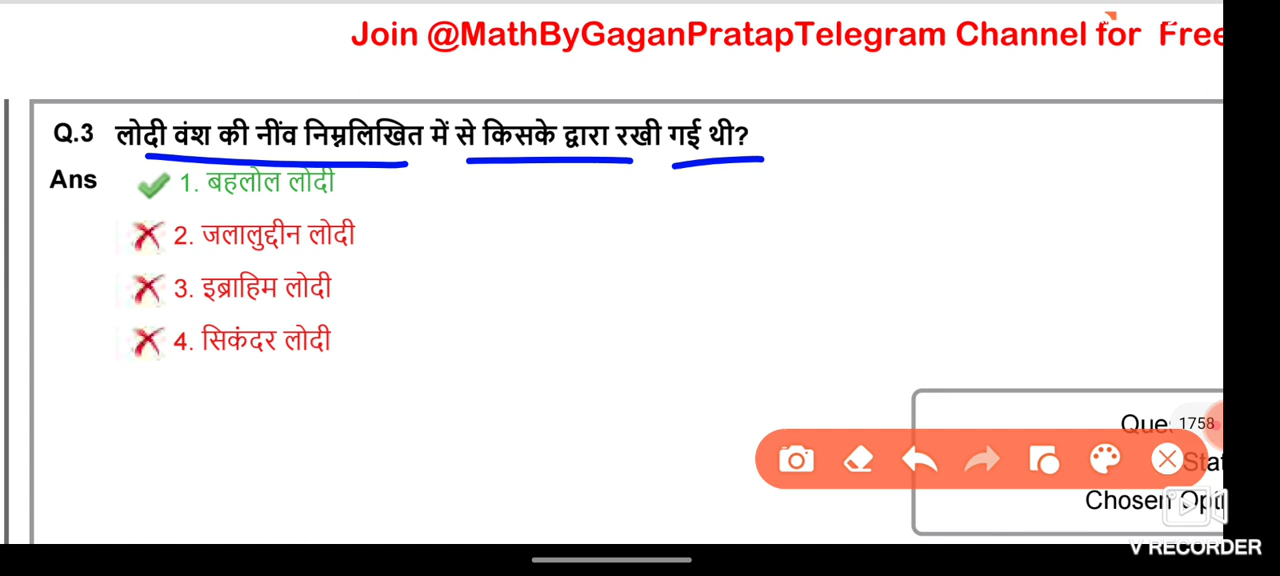 Join @MathByGaganPratapTelegram Channel for Free
Q.3 लोदी वंश की नींव निम्नलिखित में से किसके द्वारा रखी गई थी?
Ans 1. बहलोल लोदी
2. जलालुद्दीन लोदी
3. इब्राहिम लोदी
4. सिकंदर लोदी
1758
Chosen
V RECORDER